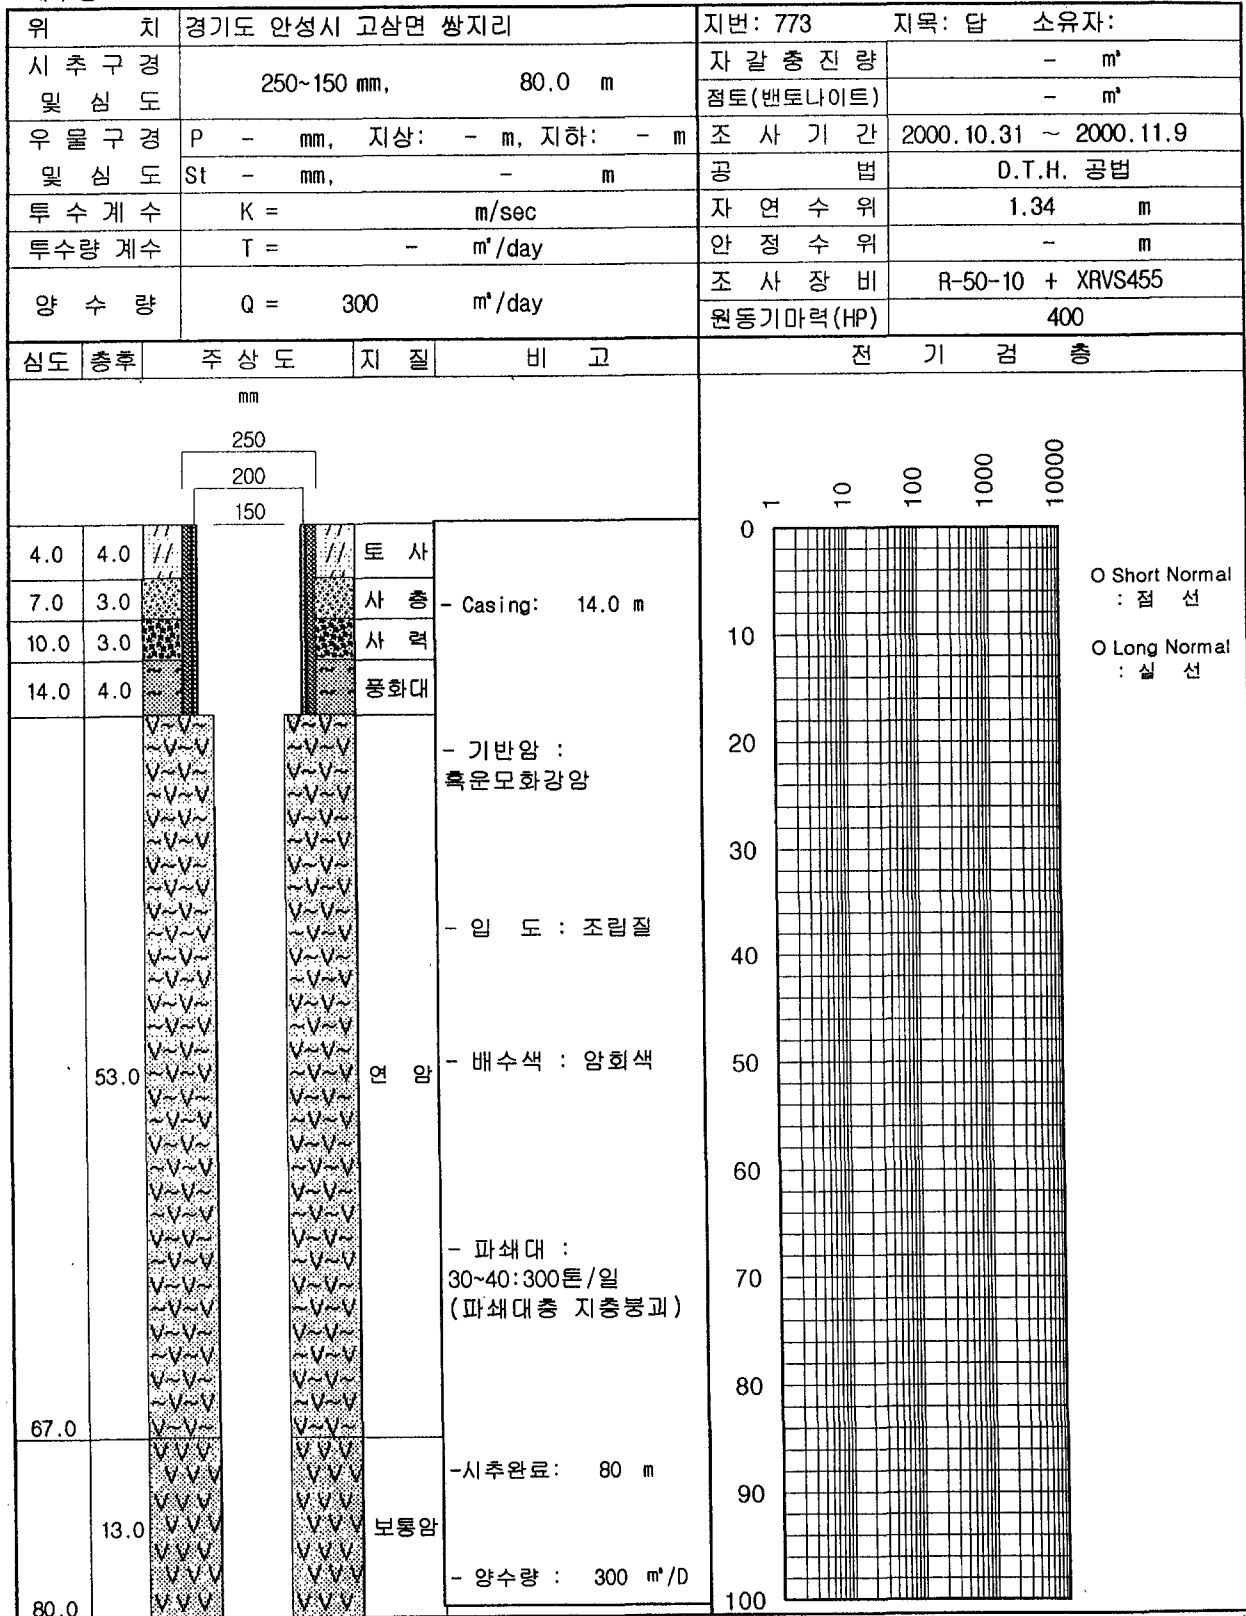 위 치 경기도 안성시 고삼면 쌍지리 지번: 773 지목: 답 소유자:
시 추 구 경 및 심 도 250~150 mm, 80.0 m
자 갈 충 진 량 - m³
점토(밴토나이트) - m³
우 물 구 경 및 심 도 P - mm, 지상: - m, 지하: - m
St - mm, - m
조 사 기 간 2000.10.31 ~ 2000.11.9
공 법 D.T.H. 공법
투 수 계 수 K = m/sec
자 연 수 위 1.34 m
투수량 계수 T = - m²/day
안 정 수 위 - m
양 수 량 Q = 300 m³/day
조 사 장 비 R-50-10 + XRVS455
원동기마력(HP) 400
심도 층후 주 상 도 지 질 비 고 전 기 검 층
mm
250
200
150
4.0 4.0 토 사
7.0 3.0 사 층
10.0 3.0 사 력
14.0 4.0 풍화대
53.0 연 암
67.0
13.0 보통암
80.0
- Casing: 14.0 m
- 기반암 :
흑운모화강암
- 입 도 : 조립질
- 배수색 : 암회색
- 파쇄대 :
30~40:300톤/일
(파쇄대층 지층붕괴)
-시추완료: 80 m
- 양수량 : 300 m³/D
1 10 100 1000 10000
0
10
20
30
40
50
60
70
80
90
100
O Short Normal
: 점 선
O Long Normal
: 실 선